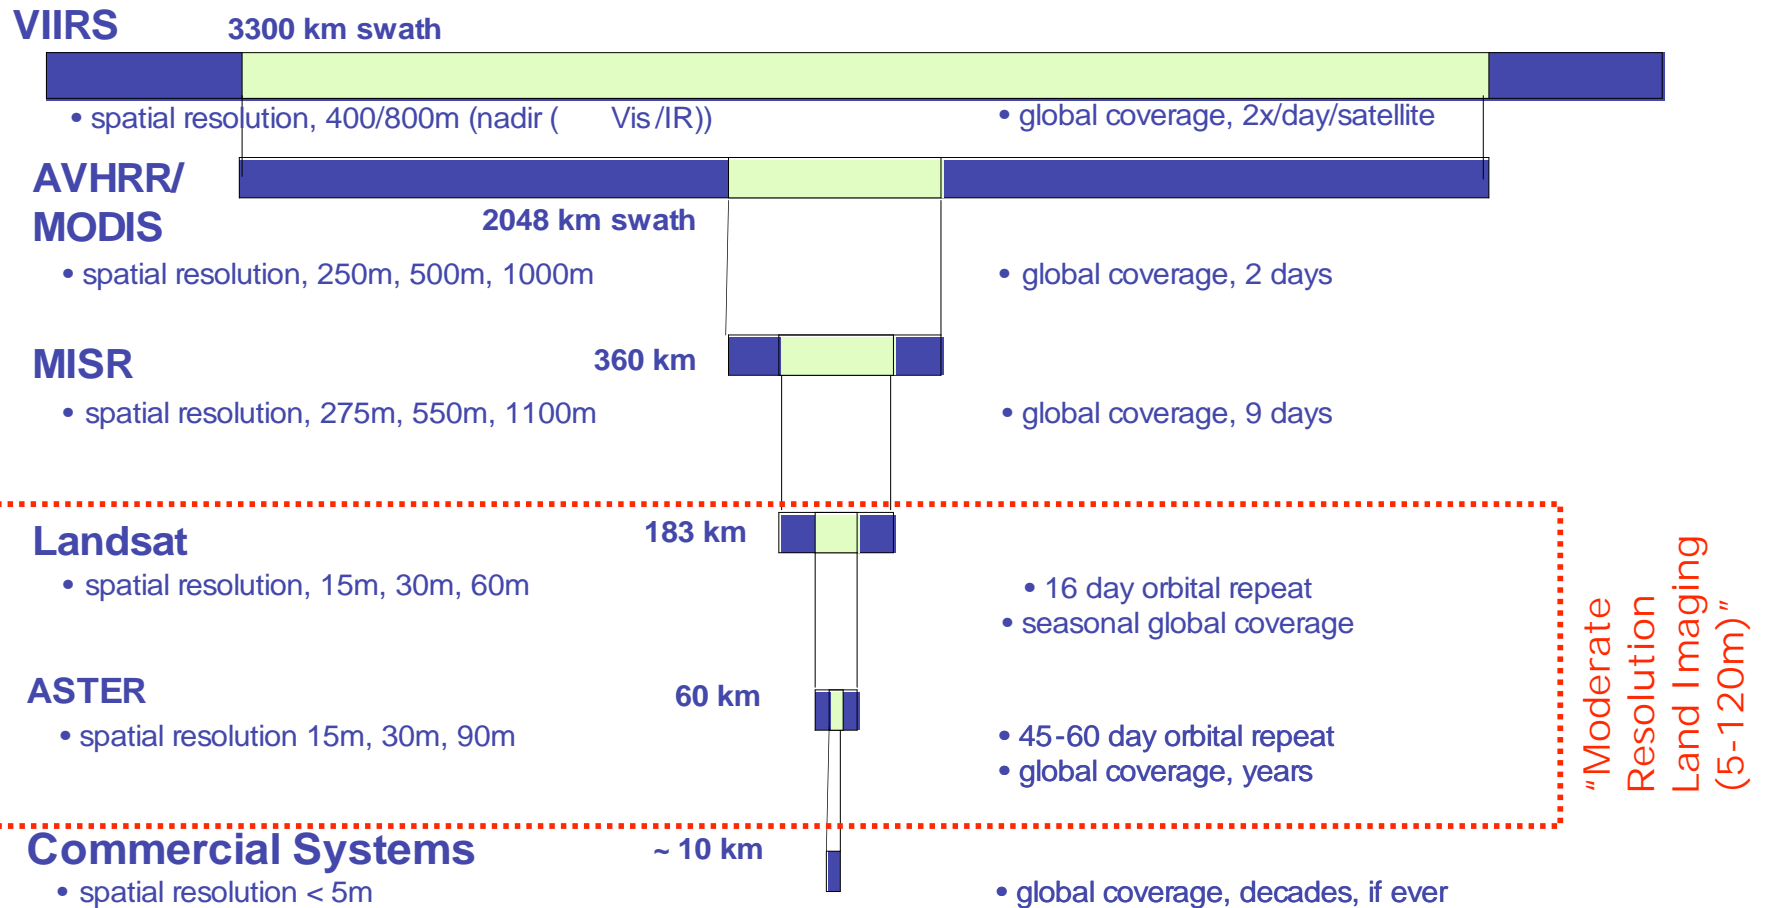 VIIRS
3300 km swath
• spatial resolution, 400/800m (nadir ( Vis/IR))
• global coverage, 2x/day/satellite
AVHRR/
MODIS
2048 km swath
• spatial resolution, 250m, 500m, 1000m
• global coverage, 2 days
MISR
360 km
• spatial resolution, 275m, 550m, 1100m
• global coverage, 9 days
Landsat
183 km
• spatial resolution, 15m, 30m, 60m
• 16 day orbital repeat
• seasonal global coverage
ASTER
60 km
• spatial resolution 15m, 30m, 90m
• 45-60 day orbital repeat
• global coverage, years
"Moderate
Resolution
Land Imaging
(5-120m)"
Commercial Systems
~ 10 km
• spatial resolution < 5m
• global coverage, decades, if ever